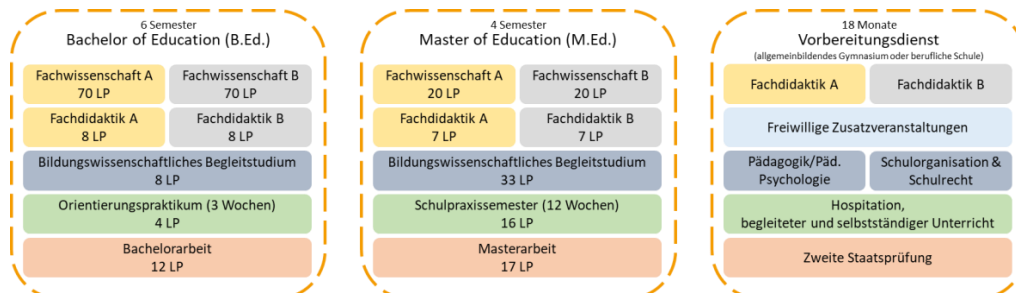 6 Semester
Bachelor of Education (B.Ed.)
Fachwissenschaft A
70 LP
Fachwissenschaft B
70 LP
Fachdidaktik A
8 LP
Fachdidaktik B
8 LP
Bildungswissenschaftliches Begleitstudium
8 LP
Orientierungspraktikum (3 Wochen)
4 LP
Bachelorarbeit
12 LP
4 Semester
Master of Education (M.Ed.)
Fachwissenschaft A
20 LP
Fachwissenschaft B
20 LP
Fachdidaktik A
7 LP
Fachdidaktik B
7 LP
Bildungswissenschaftliches Begleitstudium
33 LP
Schulpraxissemester (12 Wochen)
16 LP
Masterarbeit
17 LP
18 Monate
Vorbereitungsdienst
(allgemeinbildendes Gymnasium oder berufliche Schule)
Fachdidaktik A
Fachdidaktik B
Freiwillige Zusatzveranstaltungen
Pädagogik/Päd.
Psychologie
Schulorganisation &
Schulrecht
Hospitation,
begleiteter und selbstständiger Unterricht
Zweite Staatsprüfung